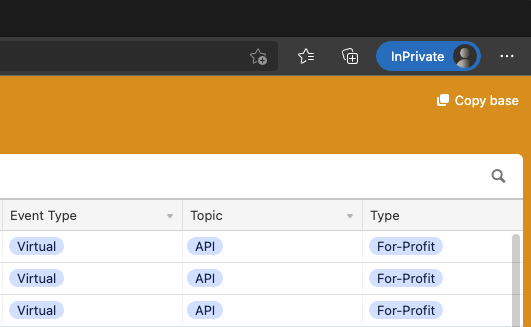 InPrivate
Copy base
Event Type Topic Type
Virtual API For-Profit
Virtual API For-Profit
Virtual API For-Profit